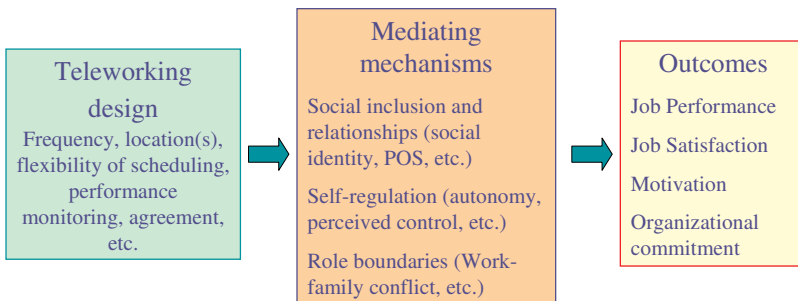 Teleworking
design
Frequency, location(s),
flexibility of scheduling,
performance
monitoring, agreement,
etc.
Mediating
mechanisms
Social inclusion and
relationships (social
identity, POS, etc.)
Self-regulation (autonomy,
perceived control, etc.)
Role boundaries (Work-
family conflict, etc.)
Outcomes
Job Performance
Job Satisfaction
Motivation
Organizational
commitment